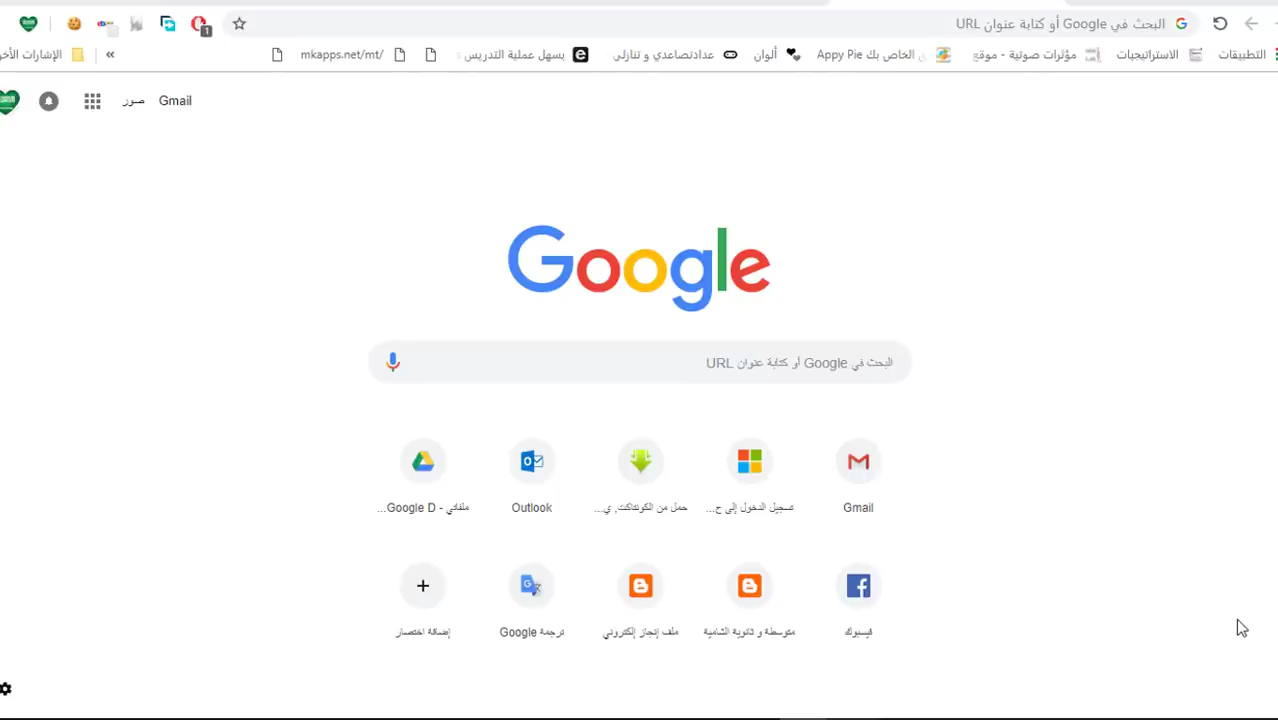 البحث في Google أو كتابة عنوان URL
1
التطبيقات
الاستراتيجيات
مؤثرات صوتية - موقع
الخاص بك Appy Pie
ألوان
عدادتصاعدي و تنازلي
يسهل عملية التدريس
mkapps.net/mt/
»
الإشارات الأخر
Gmail
صور
Google
البحث في Google أو كتابة عنوان URL
Gmail
تسجيل الدخول إلى ح...
حمل من الكونتاكت, ي...
Outlook
ملفاتي - Google D...
فيسبوك
متوسطة و ثانوية الشامية
ملف إنجاز إلكتروني
ترجمة Google
إضافة اختصار